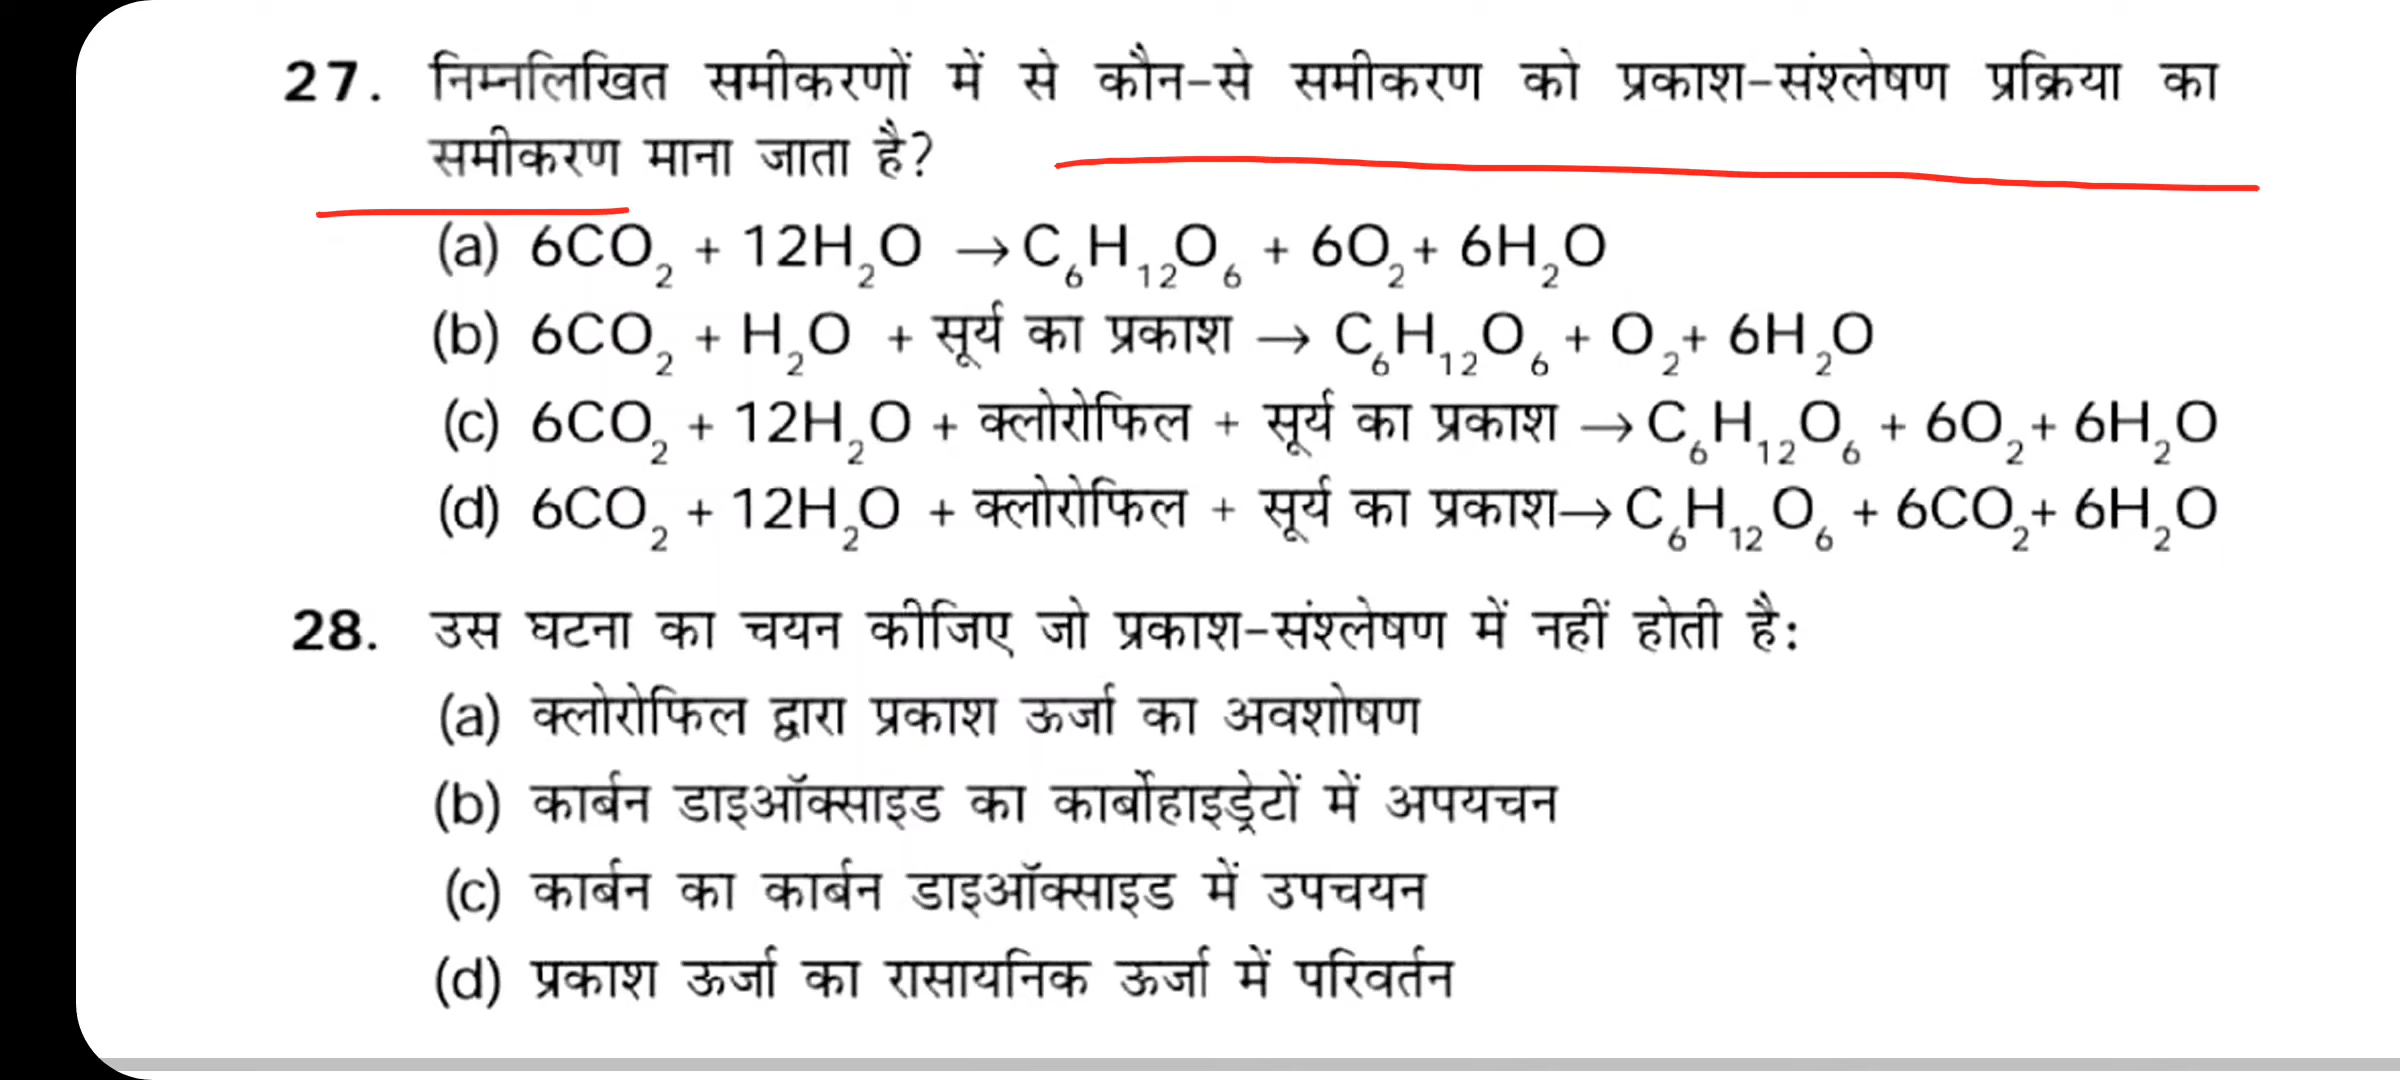 27. निम्नलिखित समीकरणों में से कौन-से समीकरण को प्रकाश-संश्लेषण प्रक्रिया का
समीकरण माना जाता है?
(a) 6CO₂ + 12H₂O → C₆H₁₂O₆ + 6O₂ + 6H₂O
(b) 6CO₂ + H₂O + सूर्य का प्रकाश → C₆H₁₂O₆ + O₂ + 6H₂O
(c) 6CO₂ + 12H₂O + क्लोरोफिल + सूर्य का प्रकाश → C₆H₁₂O₆ + 6O₂ + 6H₂O
(d) 6CO₂ + 12H₂O + क्लोरोफिल + सूर्य का प्रकाश → C₆H₁₂O₆ + 6CO₂ + 6H₂O
28. उस घटना का चयन कीजिए जो प्रकाश-संश्लेषण में नहीं होती है:
(a) क्लोरोफिल द्वारा प्रकाश ऊर्जा का अवशोषण
(b) कार्बन डाइऑक्साइड का कार्बोहाइड्रेटों में अपयचन
(c) कार्बन का कार्बन डाइऑक्साइड में उपचयन
(d) प्रकाश ऊर्जा का रासायनिक ऊर्जा में परिवर्तन